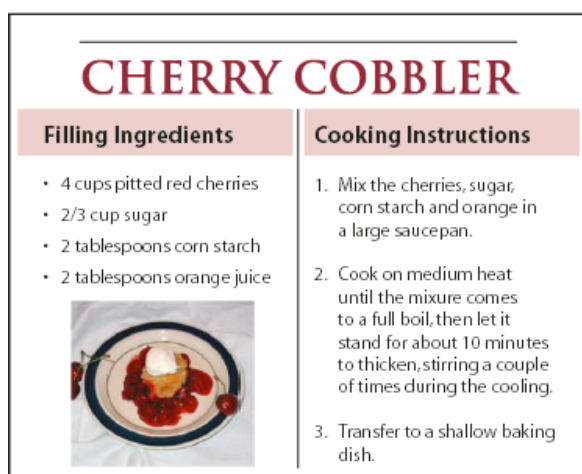 CHERRY COBBLER
Filling Ingredients
• 4 cups pitted red cherries
• 2/3 cup sugar
• 2 tablespoons corn starch
• 2 tablespoons orange juice
Cooking Instructions
1. Mix the cherries, sugar,
corn starch and orange in
a large saucepan.
2. Cook on medium heat
until the mixure comes
to a full boil, then let it
stand for about 10 minutes
to thicken, stirring a couple
of times during the cooling.
3. Transfer to a shallow baking
dish.